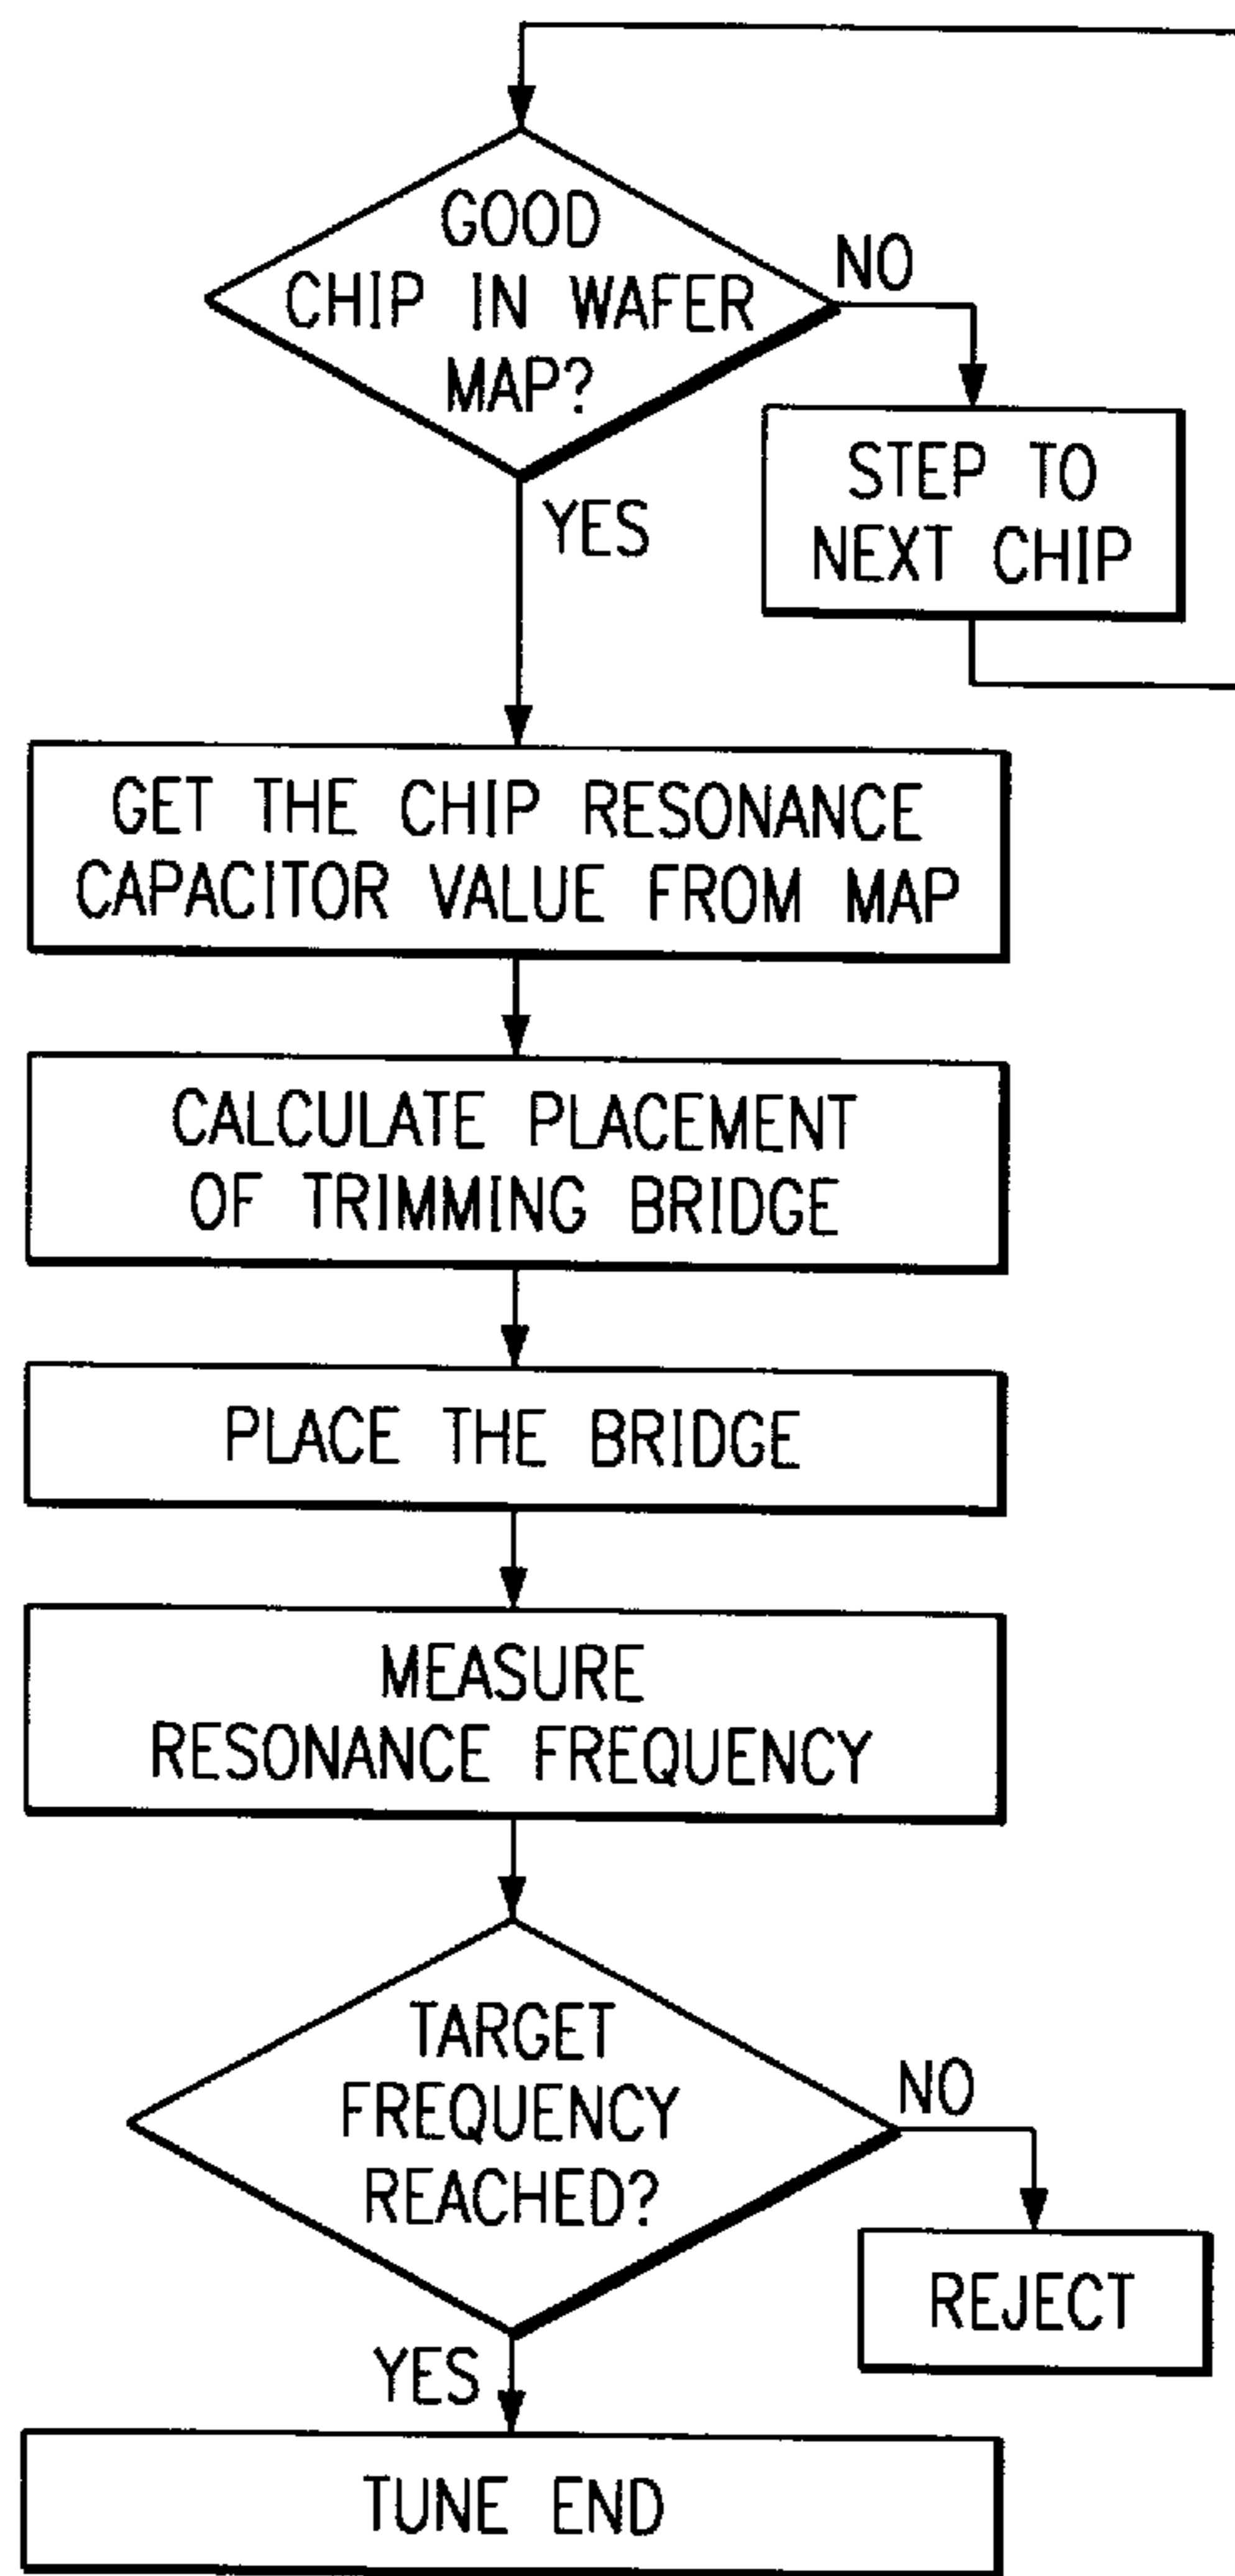 GOOD
CHIP IN WAFER
MAP?
NO
YES
STEP TO
NEXT CHIP
GET THE CHIP RESONANCE
CAPACITOR VALUE FROM MAP
CALCULATE PLACEMENT
OF TRIMMING BRIDGE
PLACE THE BRIDGE
MEASURE
RESONANCE FREQUENCY
TARGET
FREQUENCY
REACHED?
NO
REJECT
YES
TUNE END